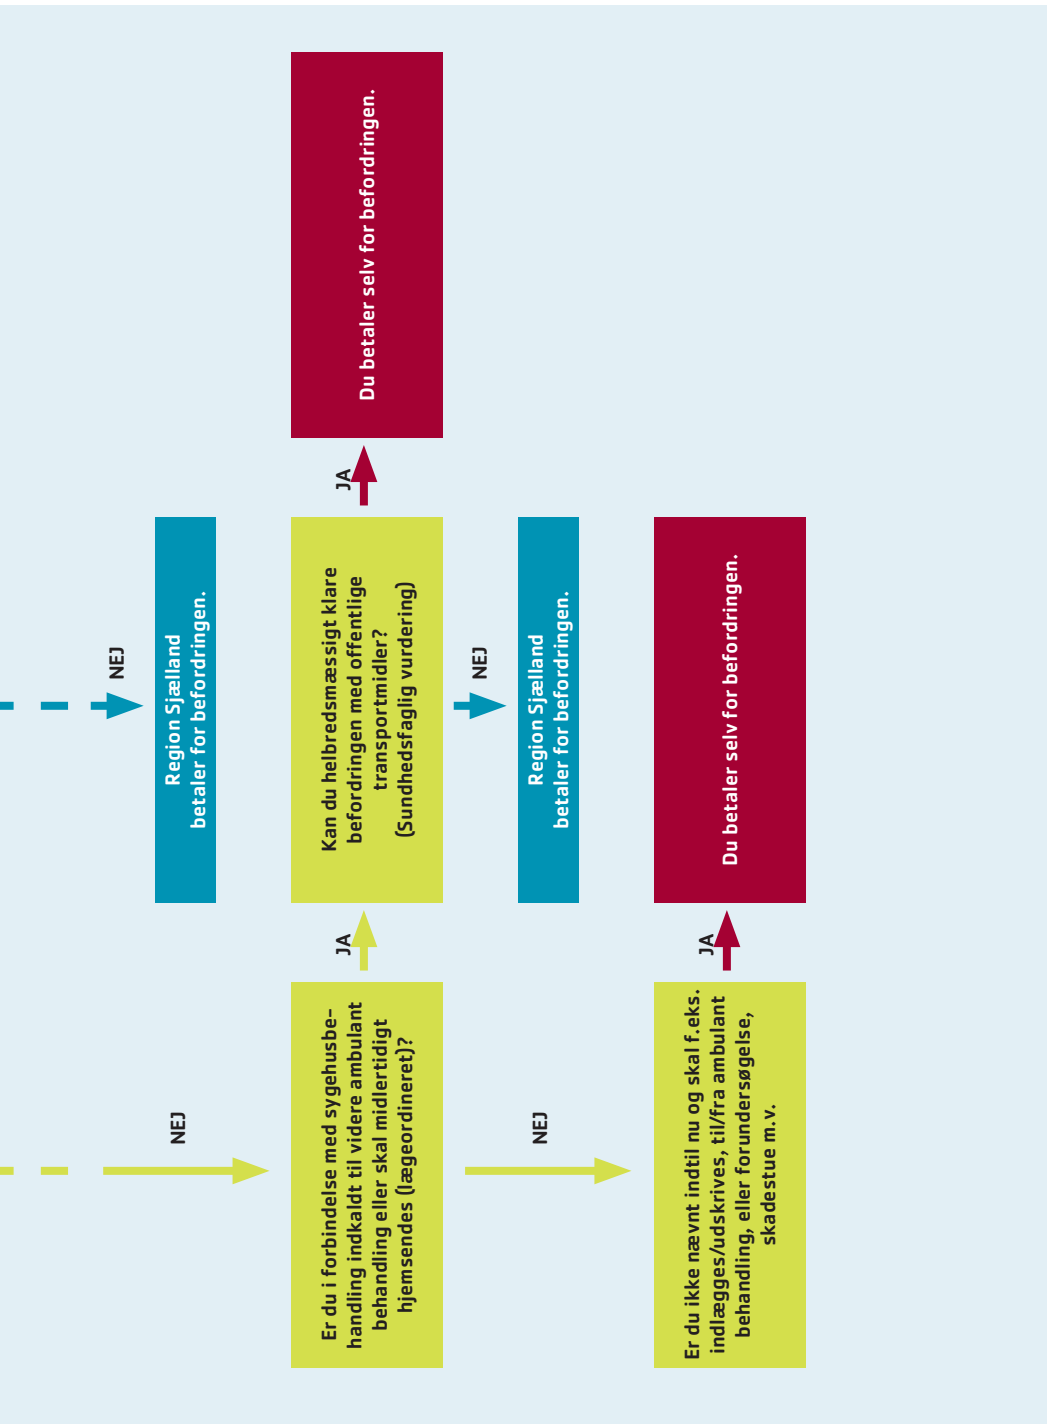 NEJ
NEJ
Region Sjælland
betaler for befordringen.
Er du i forbindelse med sygehusbe-
handling indkaldt til videre ambulant
behandling eller skal midlertidigt
hjemsendes (lægeordineret)?
JA
Kan du helbredsmæssigt klare
befordringen med offentlige
transportmidler?
(Sundhedsfaglig vurdering)
JA
Du betaler selv for befordringen.
NEJ
NEJ
Region Sjælland
betaler for befordringen.
Er du ikke nævnt indtil nu og skal f.eks.
indlægges/udskrives, til/fra ambulant
behandling, eller forundersøgelse,
skadestue m.v.
JA
Du betaler selv for befordringen.